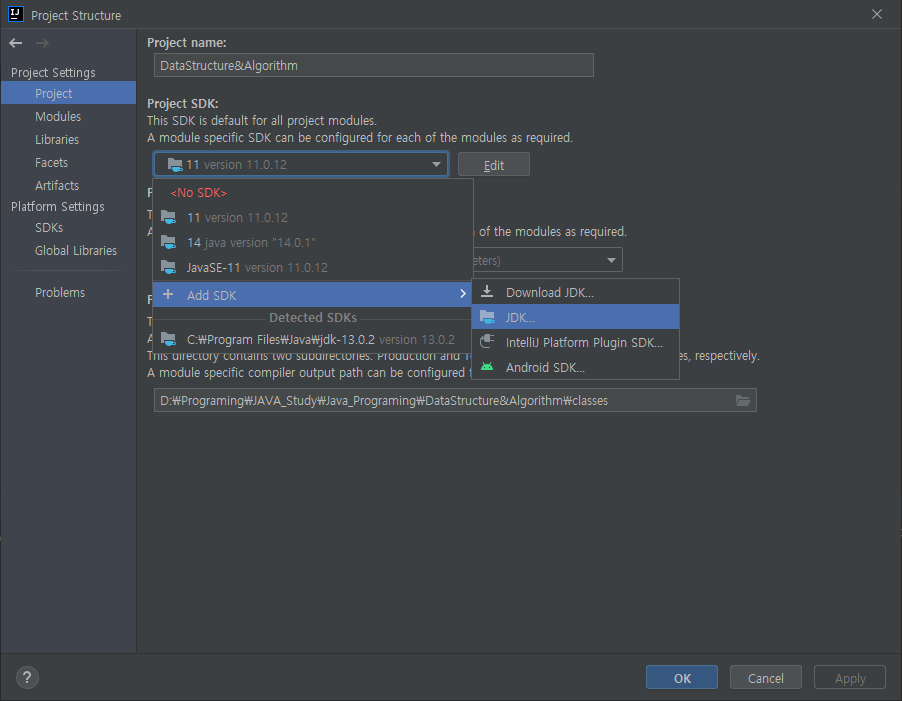 Project Structure
Project Settings
Project
Modules
Libraries
Facets
Artifacts
Platform Settings
SDKs
Global Libraries
Problems
Project name:
DataStructure&Algorithm
Project SDK:
This SDK is default for all project modules.
A module specific SDK can be configured for each of the modules as required.
11 version 11.0.12
Edit
<No SDK>
11 version 11.0.12
14 java version "14.0.1"
JavaSE-11 version 11.0.12
Add SDK
Detected SDKs
C:₩Program Files₩Java₩jdk-13.0.2 version 13.0.2
of the modules as required.
Download JDK...
JDK...
IntelliJ Platform Plugin SDK...
Android SDK...
This directory contains two subdirectories: Production and
, respectively.
A module specific compiler output path can be configured
D:₩Programing₩JAVA_Study₩Java_Programing₩DataStructure&Algorithm₩classes
?
OK
Cancel
Apply